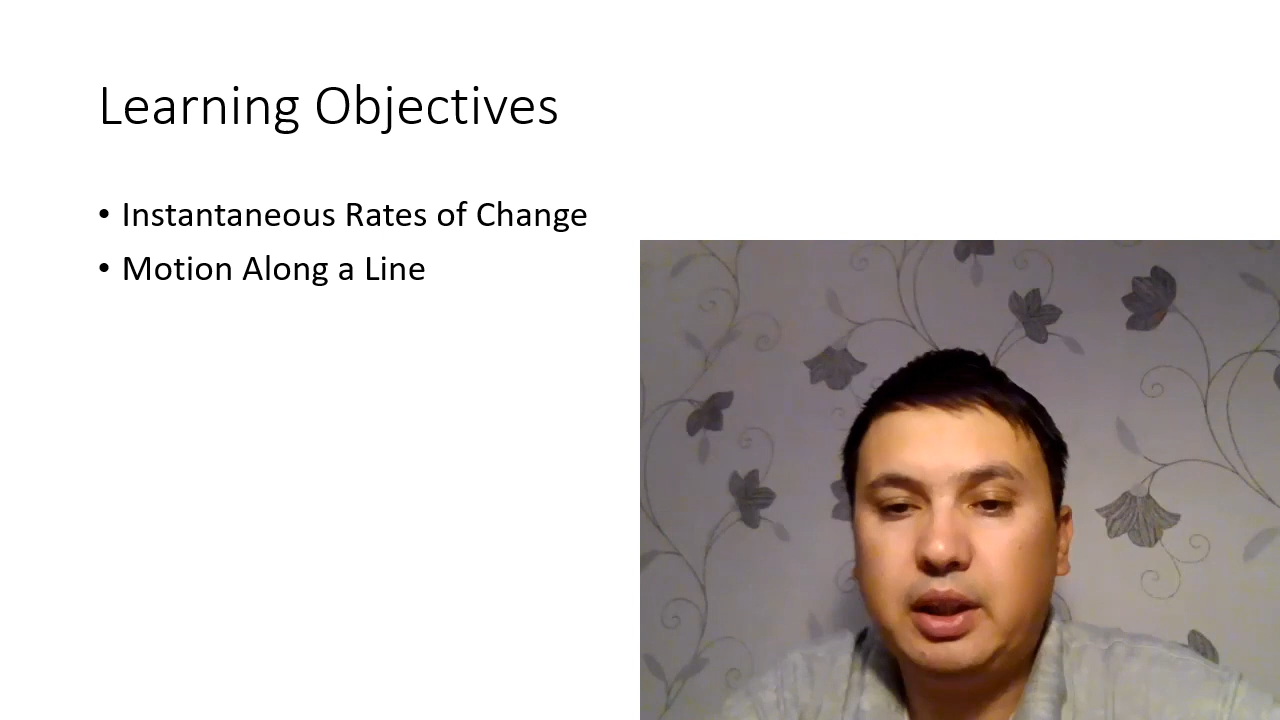 Learning Objectives
• Instantaneous Rates of Change
• Motion Along a Line